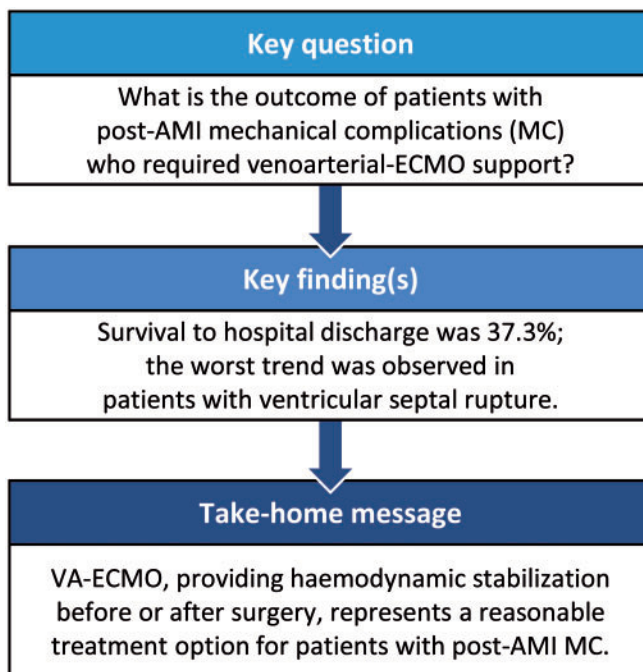 Key question
What is the outcome of patients with
post-AMI mechanical complications (MC)
who required venoarterial-ECMO support?
Key finding(s)
Survival to hospital discharge was 37.3%;
the worst trend was observed in
patients with ventricular septal rupture.
Take-home message
VA-ECMO, providing haemodynamic stabilization
before or after surgery, represents a reasonable
treatment option for patients with post-AMI MC.